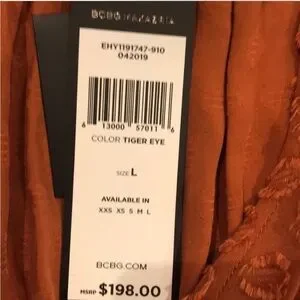 BCBGMAXAZRIA
EHY1191747-910
042019
6 13000 57011 6
COLOR TIGER EYE
SIZE L
AVAILABLE IN
XXS XS S M L
BCBG.COM
MSRP $198.00